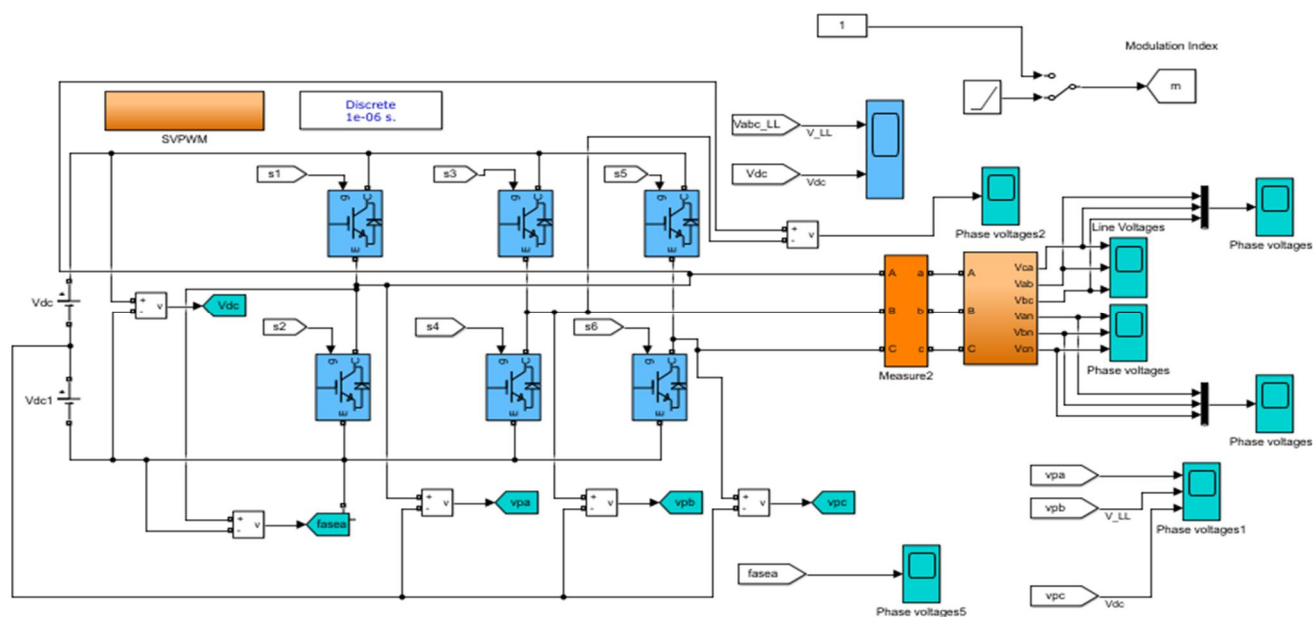 1
Modulation Index
m
SVPWM
Discrete
1e-06 s.
Vabc_LL
V_LL
Vdc
Vdc
s1
s3
s5
g
C
E
g
C
E
g
C
E
+
-
v
Phase voltages2
Line Voltages
Phase voltages
A
B
C
a
b
c
Measure2
A
B
C
Vca
Vab
Vbc
Van
Vbn
Vcn
Phase voltages
Phase voltages
Vdc
+
+
-
v
Vdc
Vdc1
+
s2
s4
s6
g
C
E
g
C
E
g
C
E
+
-
v
fasea
+
-
v
vpa
+
-
v
vpb
+
-
v
vpc
vpa
vpb
V_LL
vpc
Vdc
Phase voltages1
fasea
Phase voltages5